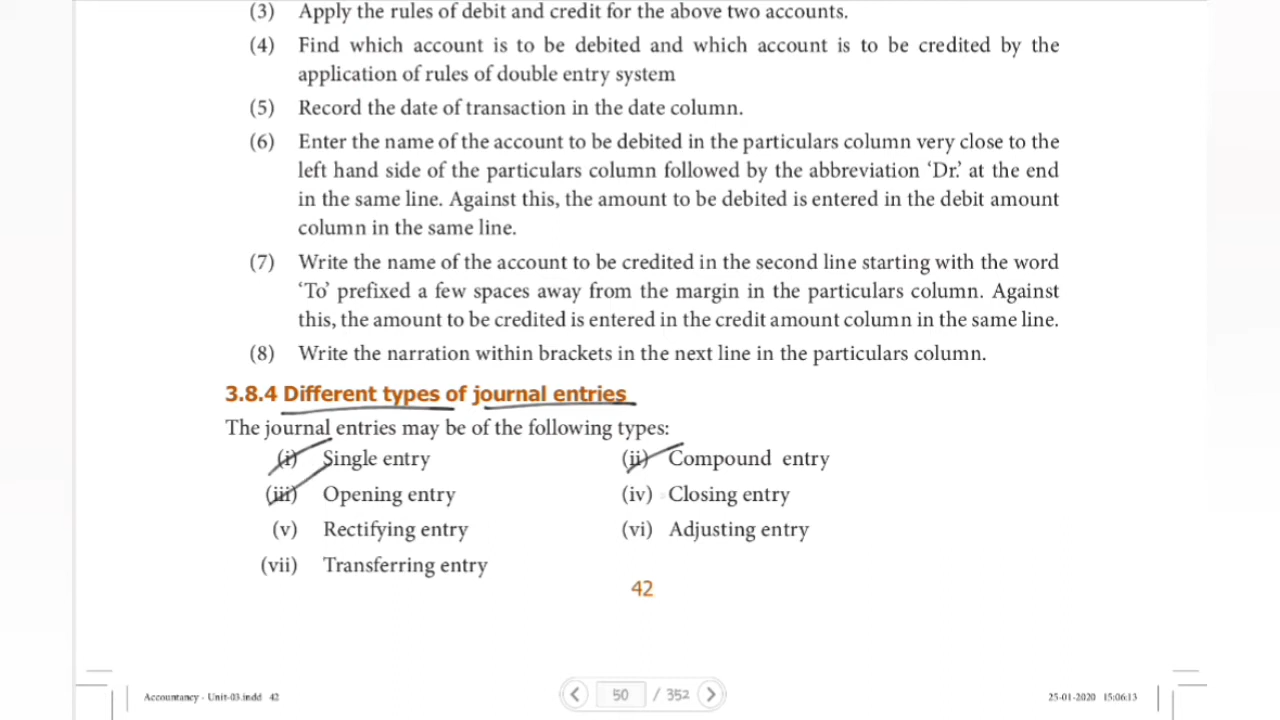 (3) Apply the rules of debit and credit for the above two accounts.
(4) Find which account is to be debited and which account is to be credited by the
application of rules of double entry system
(5) Record the date of transaction in the date column.
(6) Enter the name of the account to be debited in the particulars column very close to the
left hand side of the particulars column followed by the abbreviation ‘Dr.’ at the end
in the same line. Against this, the amount to be debited is entered in the debit amount
column in the same line.
(7) Write the name of the account to be credited in the second line starting with the word
‘To’ prefixed a few spaces away from the margin in the particulars column. Against
this, the amount to be credited is entered in the credit amount column in the same line.
(8) Write the narration within brackets in the next line in the particulars column.
3.8.4 Different types of journal entries
The journal entries may be of the following types:
(i) Single entry (ii) Compound entry
(iii) Opening entry (iv) Closing entry
(v) Rectifying entry (vi) Adjusting entry
(vii) Transferring entry
42
50 / 352
Accountancy - Unit-03.indd 42 25-01-2020 15:06:13